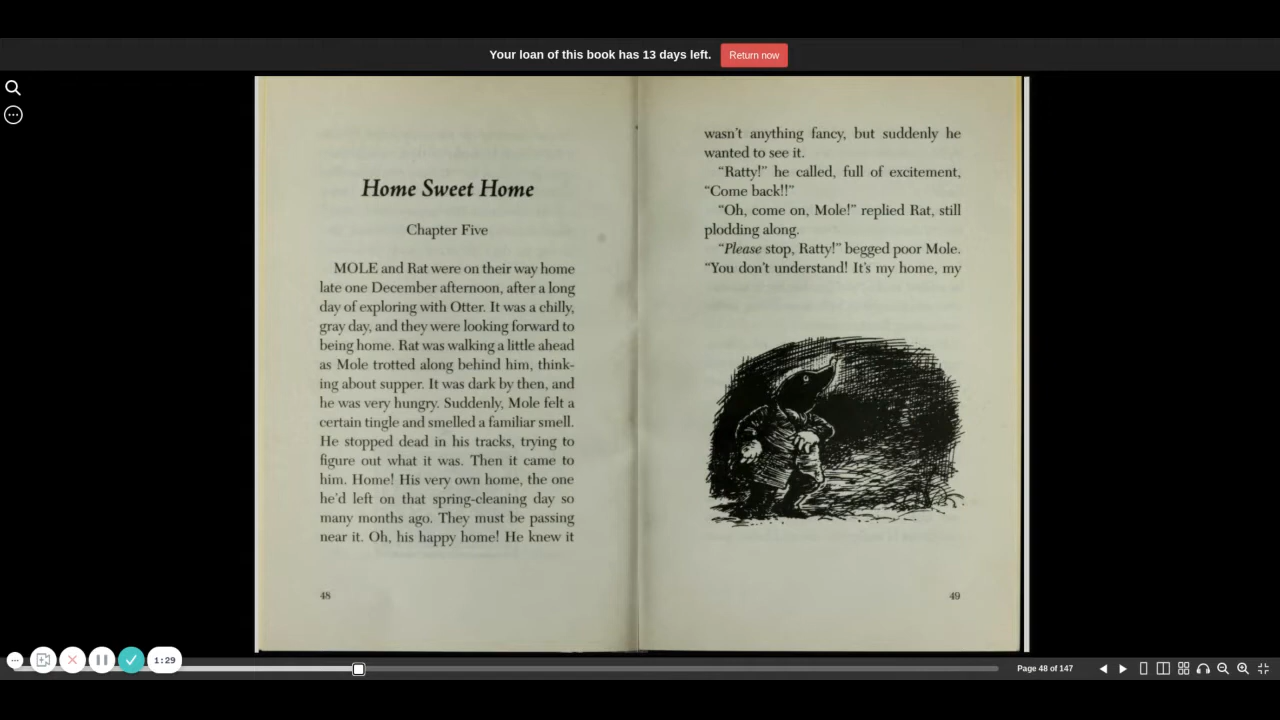 Your loan of this book has 13 days left.
Return now
Home Sweet Home
Chapter Five
MOLE and Rat were on their way home
late one December afternoon, after a long
day of exploring with Otter. It was a chilly,
gray day, and they were looking forward to
being home. Rat was walking a little ahead
as Mole trotted along behind him, think-
ing about supper. It was dark by then, and
he was very hungry. Suddenly, Mole felt a
certain tingle and smelled a familiar smell.
He stopped dead in his tracks, trying to
figure out what it was. Then it came to
him. Home! His very own home, the one
he'd left on that spring-cleaning day so
many months ago. They must be passing
near it. Oh, his happy home! He knew it
48
wasn't anything fancy, but suddenly he
wanted to see it.
“Ratty!” he called, full of excitement,
“Come back!!”
“Oh, come on, Mole!” replied Rat, still
plodding along.
“Please stop, Ratty!” begged poor Mole.
“You don't understand! It's my home, my
49
1:29
Page 48 of 147